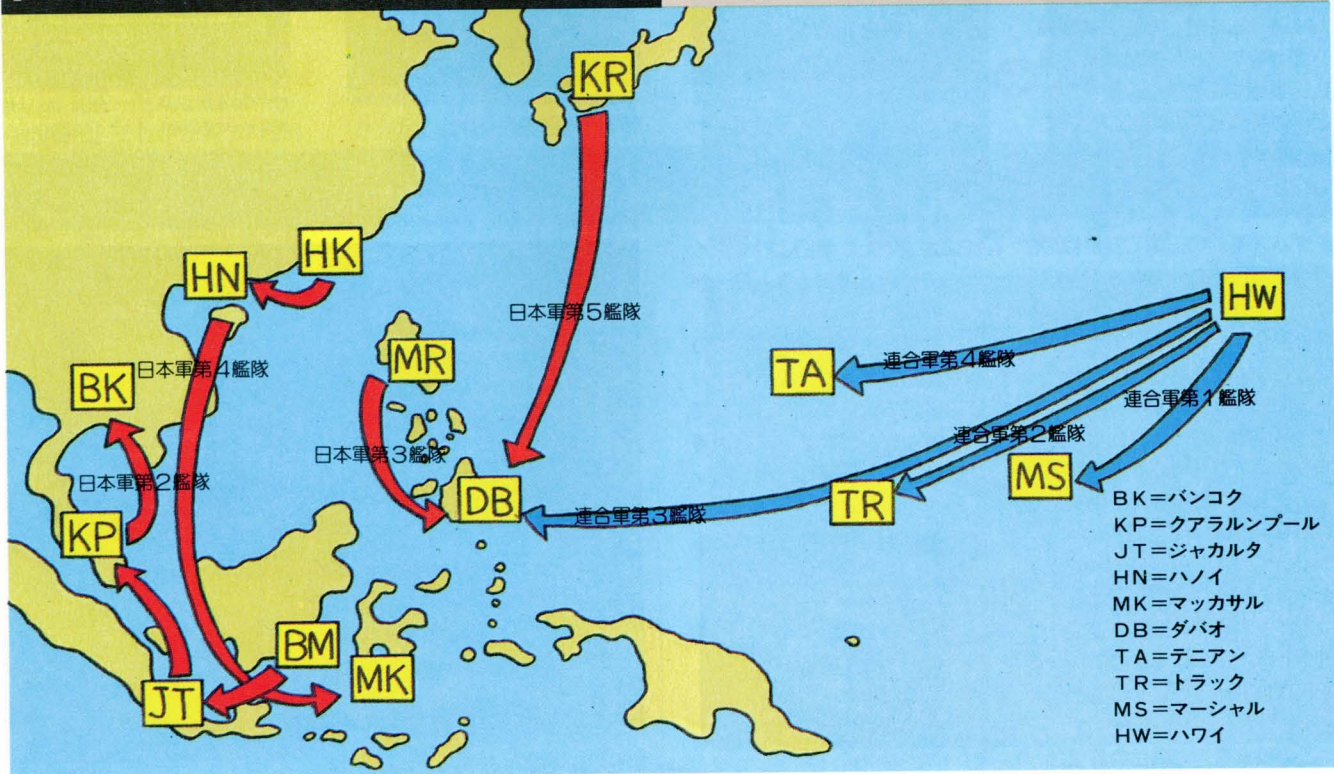 KR
HK
HN
日本軍第5艦隊
HW
MR
日本軍第4艦隊
BK
TA
連合軍第4艦隊
連合軍第1艦隊
連合軍第2艦隊
日本軍第3艦隊
日本軍第2艦隊
MS
DB
TR
連合軍第3艦隊
KP
BM
MK
JT
BK=バンコク
KP=クアラルンプール
JT=ジャカルタ
HN=ハノイ
MK=マッカサル
DB=ダバオ
TA=テニアン
TR=トラック
MS=マーシャル
HW=ハワイ